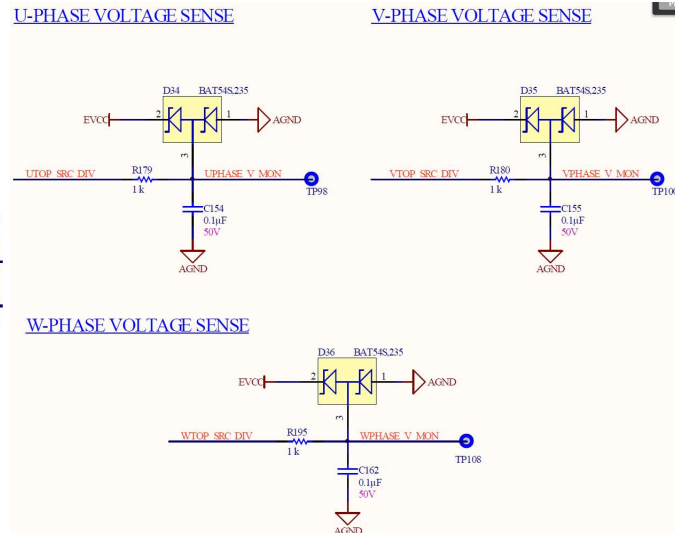 U-PHASE VOLTAGE SENSE
D34 BAT54S,235
EVCC 2 1 AGND
3
UTOP_SRC_DIV R179 UPHASE_V_MON
1 k TP98
C154
0.1µF
50V
AGND
V-PHASE VOLTAGE SENSE
D35 BAT54S,235
EVCC 2 1 AGND
3
VTOP_SRC_DIV R180 VPHASE_V_MON
1 k
C155
0.1µF
50V
AGND
W-PHASE VOLTAGE SENSE
D36 BAT54S,235
EVCC 2 1 AGND
3
WTOP_SRC_DIV R195 WPHASE_V_MON
1 k TP108
C162
0.1µF
50V
AGND